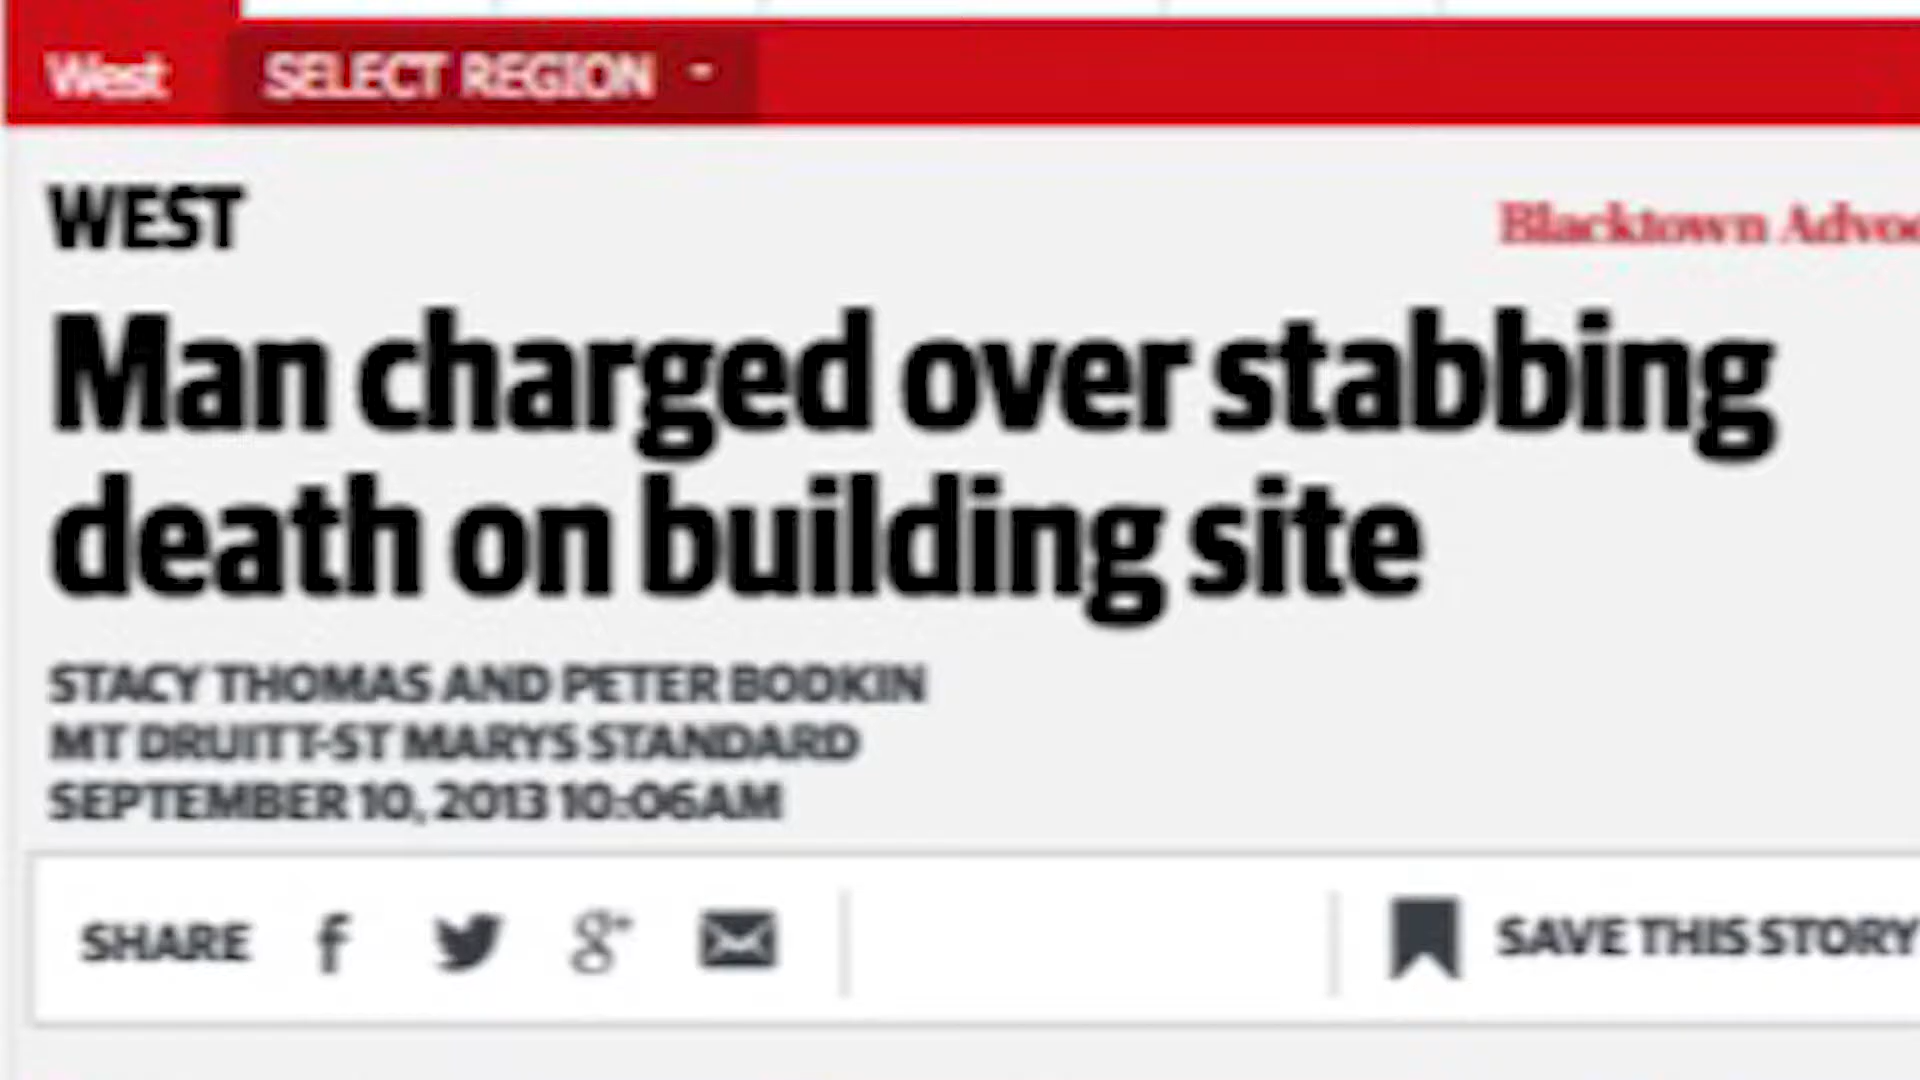 West SELECT REGION
WEST
Blacktown
Man charged over stabbing
death on building site
STACY THOMAS AND PETER BODKIN
MT DRUITT-ST MARYS STANDARD
SEPTEMBER 10, 2013 10:06AM
SHARE f g+ SAVE THIS STORY